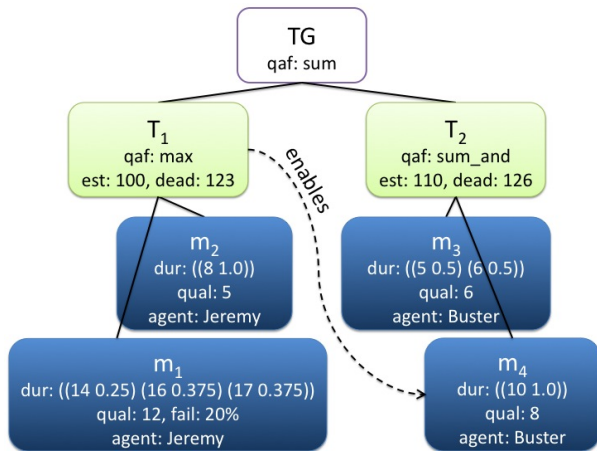 TG
qaf: sum
T₁
qaf: max
est: 100, dead: 123
T₂
qaf: sum_and
est: 110, dead: 126
enables
m₂
dur: ((8 1.0))
qual: 5
agent: Jeremy
m₃
dur: ((5 0.5) (6 0.5))
qual: 6
agent: Buster
m₁
dur: ((14 0.25) (16 0.375) (17 0.375))
qual: 12, fail: 20%
agent: Jeremy
m₄
dur: ((10 1.0))
qual: 8
agent: Buster